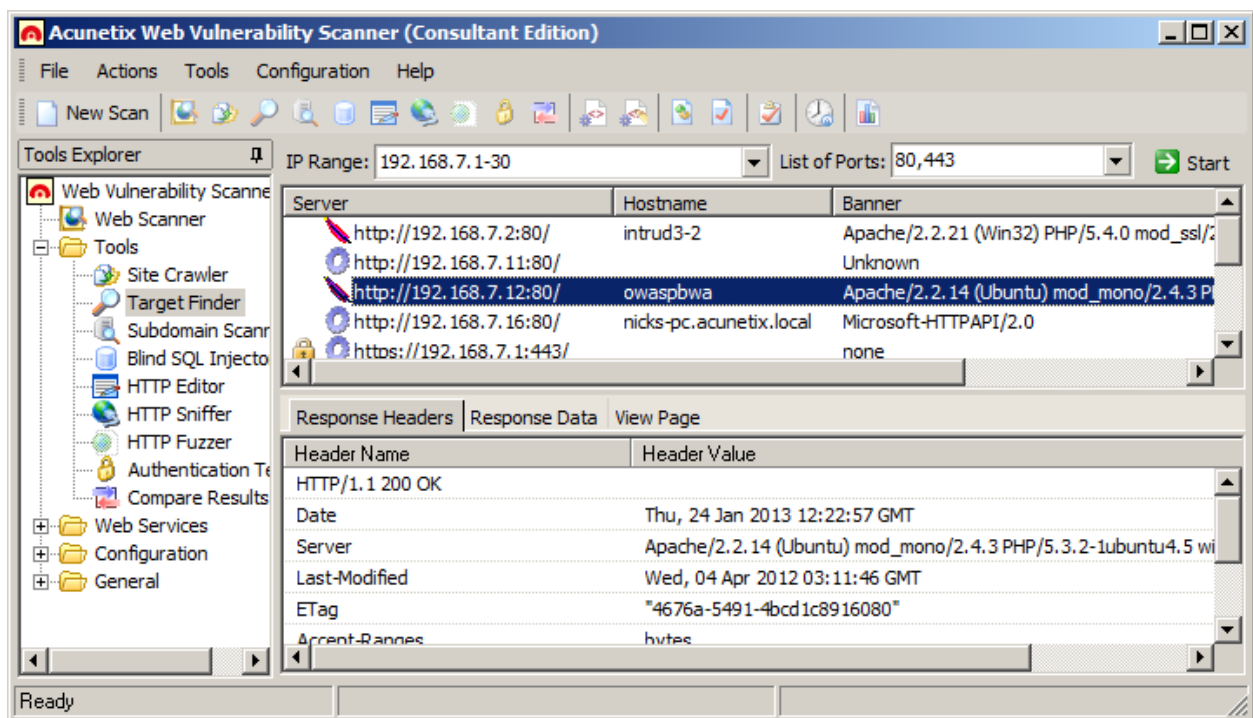 Acunetix Web Vulnerability Scanner (Consultant Edition)
File Actions Tools Configuration Help
New Scan
Tools Explorer
IP Range: 192.168.7.1-30 List of Ports: 80,443 Start
Web Vulnerability Scanne
Web Scanner
Tools
Site Crawler
Target Finder
Subdomain Scanr
Blind SQL Injecto
HTTP Editor
HTTP Sniffer
HTTP Fuzzer
Authentication Te
Compare Results
Web Services
Configuration
General
Server Hostname Banner
http://192.168.7.2:80/ intrud3-2 Apache/2.2.21 (Win32) PHP/5.4.0 mod_ssl/2
http://192.168.7.11:80/ Unknown
http://192.168.7.12:80/ owaspbwa Apache/2.2.14 (Ubuntu) mod_mono/2.4.3 P
http://192.168.7.16:80/ nicks-pc.acunetix.local Microsoft-HTTPAPI/2.0
https://192.168.7.1:443/ none
Response Headers Response Data View Page
Header Name Header Value
HTTP/1.1 200 OK
Date Thu, 24 Jan 2013 12:22:57 GMT
Server Apache/2.2.14 (Ubuntu) mod_mono/2.4.3 PHP/5.3.2-1ubuntu4.5 wi
Last-Modified Wed, 04 Apr 2012 03:11:46 GMT
ETag "4676a-5491-4bcd1c8916080"
Accept-Ranges bytes
Ready